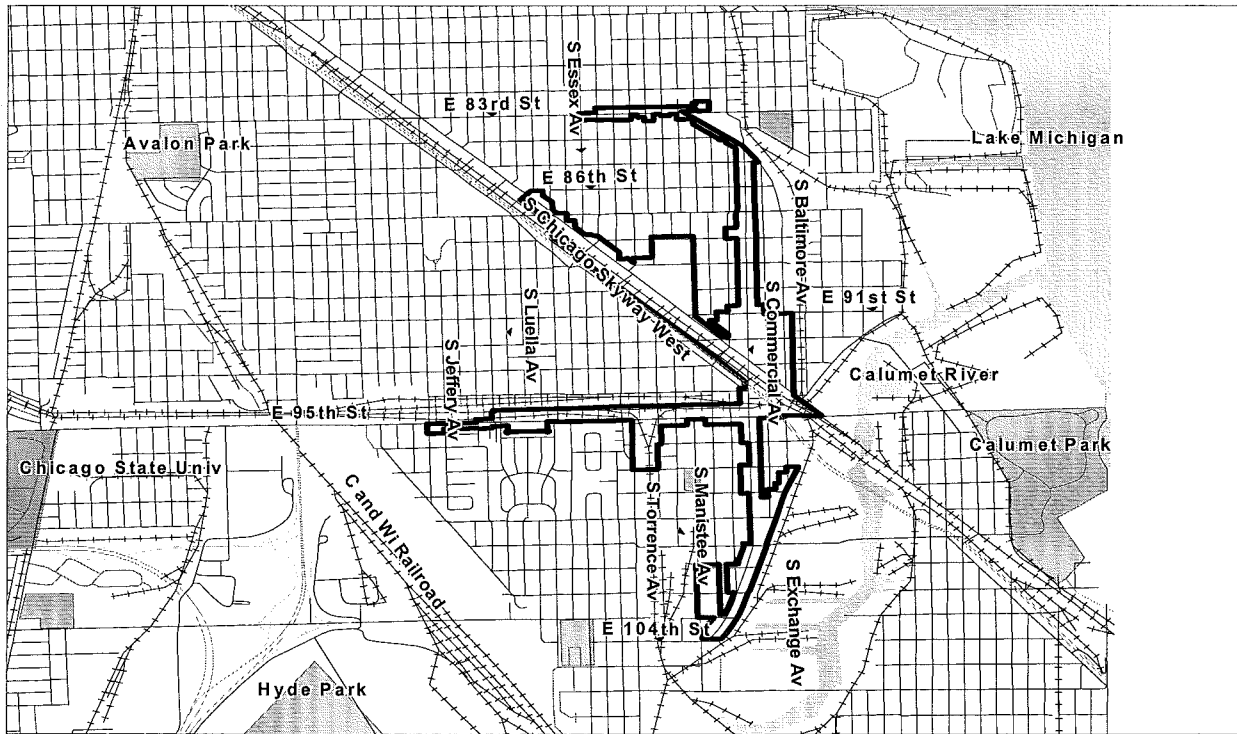 S Essex Av
E 83rd St
Avalon Park
Lake Michigan
E 86th St
S Baltimore Av
S Chicago Skyway West
S Commercial Av
E 91st St
S Luella Av
S Jeffery Av
Calumet River
E 95th St
Calumet Park
Chicago State Univ
C and WI Railroad
S Torrence Av
S Manistee Av
S Exchange Av
E 104th St
Hyde Park